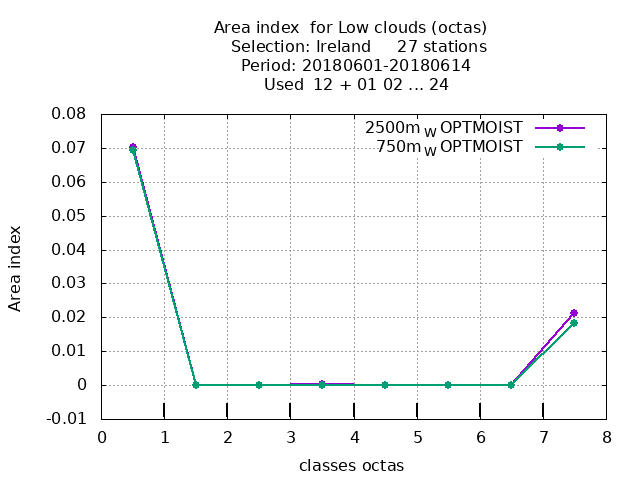 Area index  for Low clouds (octas)
Selection: Ireland     27 stations
Period: 20180601-20180614
Used  12 + 01 02 ... 24
2500m W OPTMOIST
750m W OPTMOIST
0.08
0.07
0.06
0.05
0.04
0.03
0.02
0.01
0
-0.01
Area index
0 1 2 3 4 5 6 7 8
classes octas